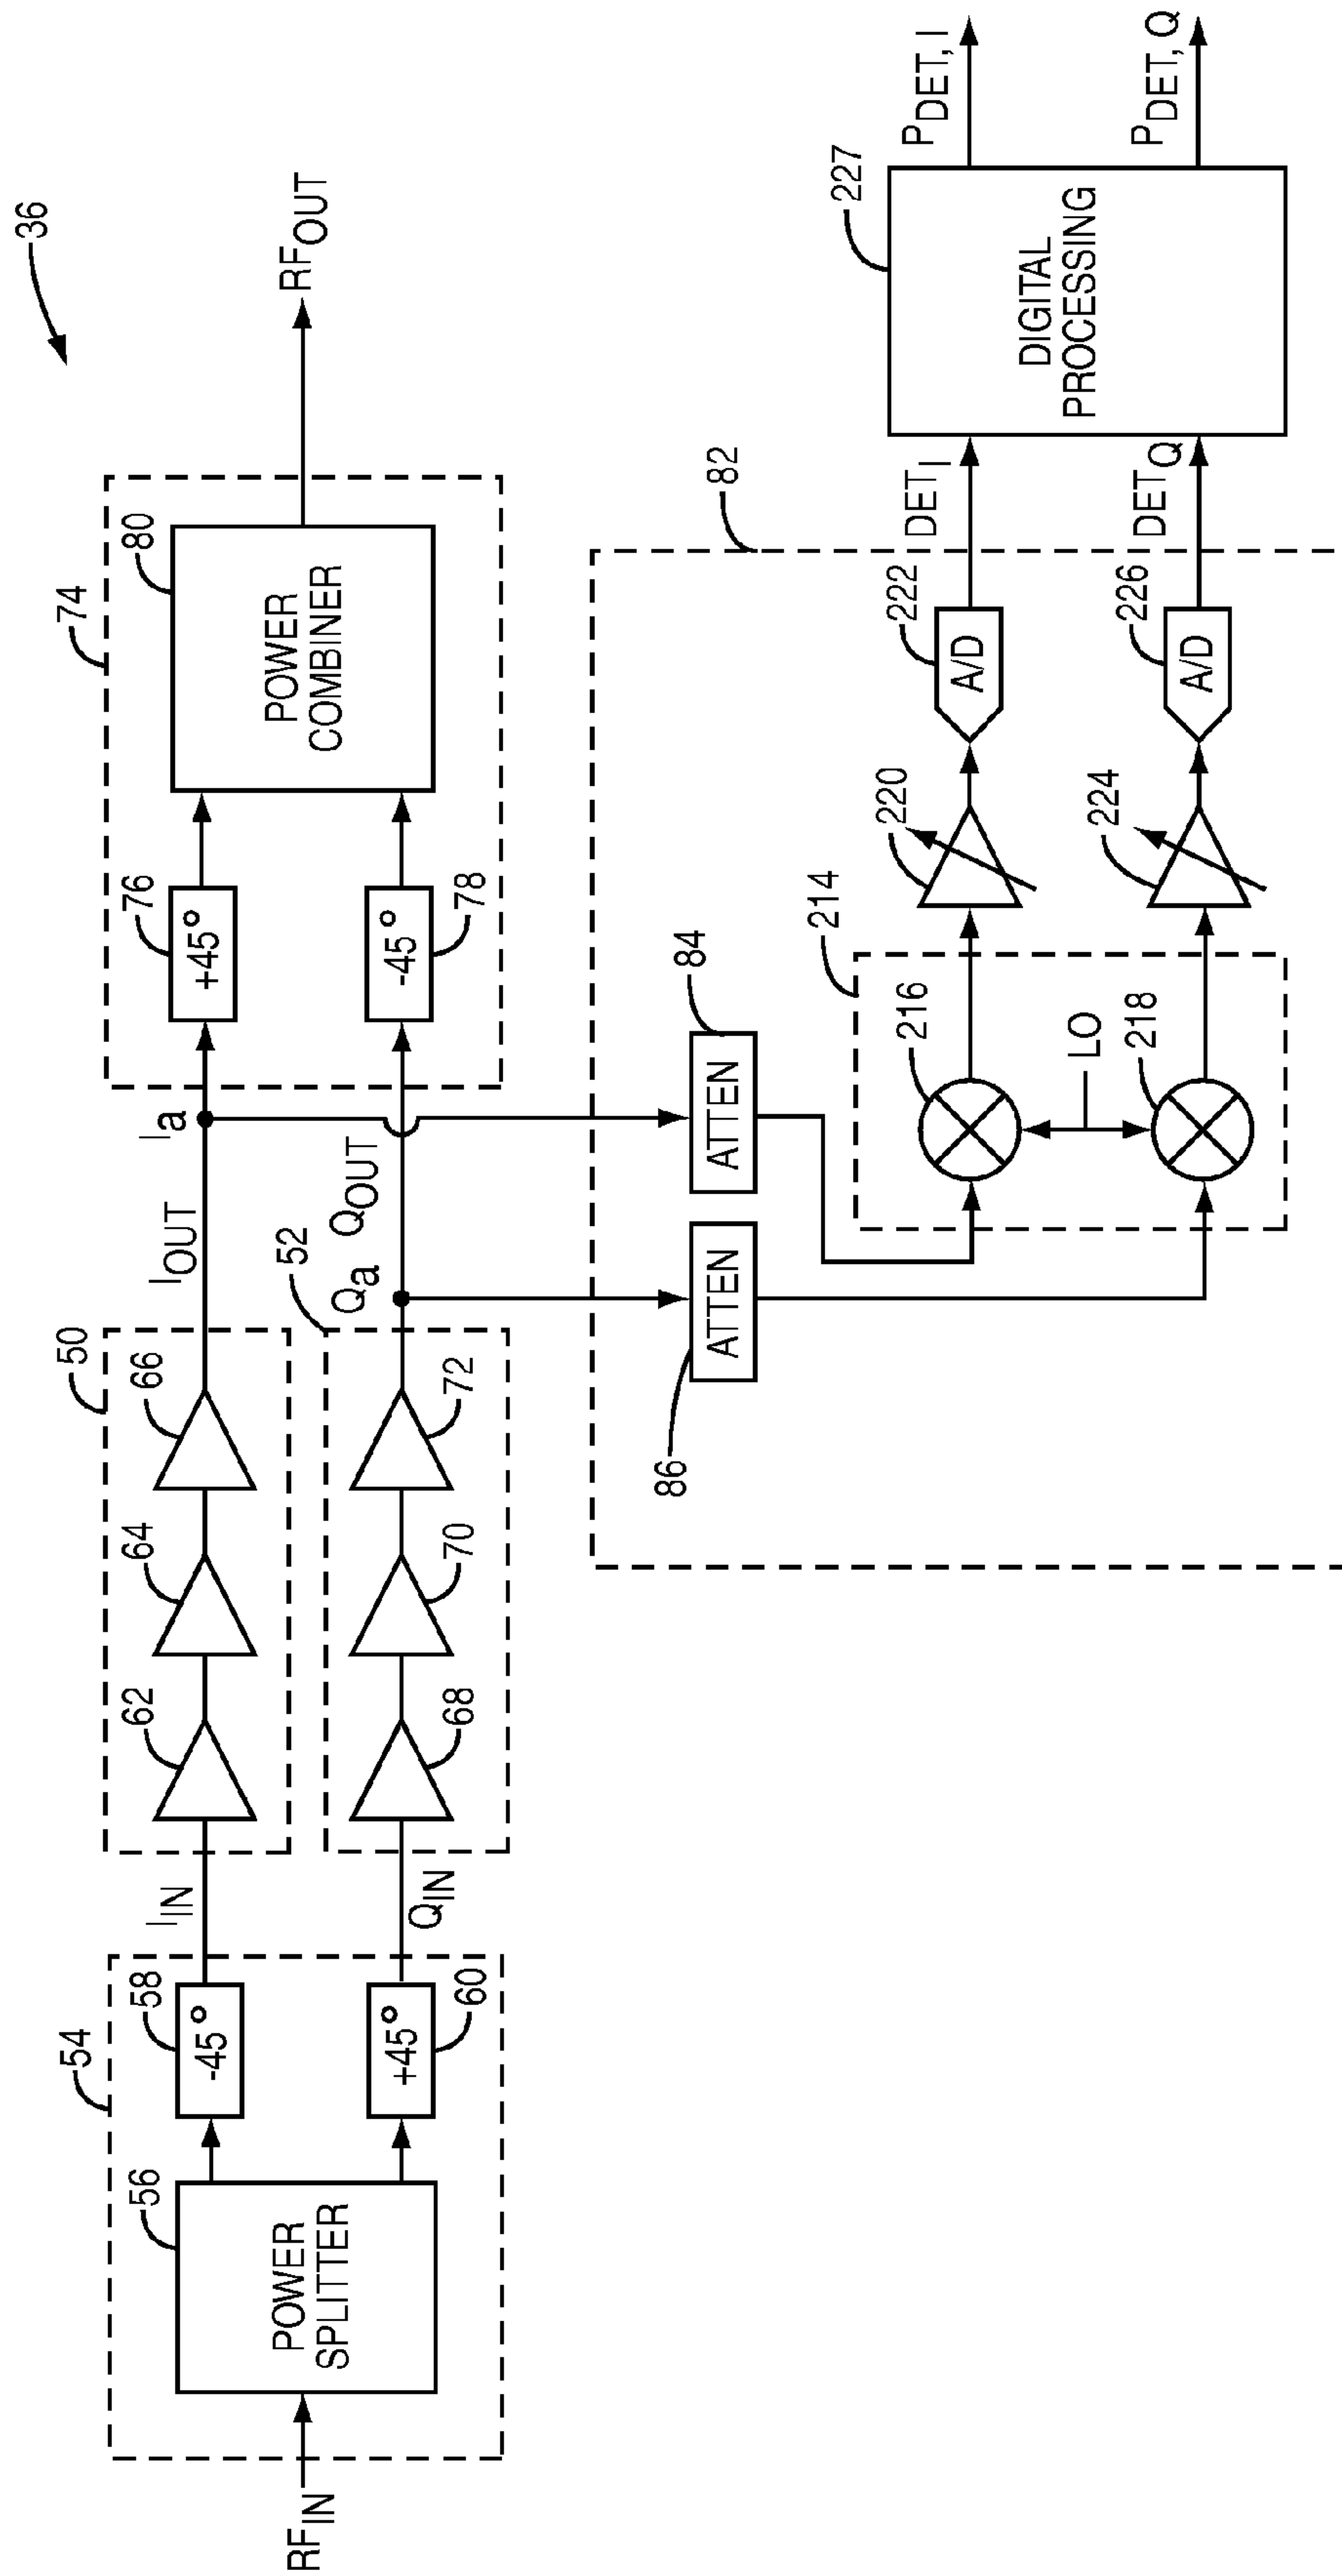 36
54
56
58
-45°
POWER
SPLITTER
RF_IN
+45°
60
I_IN
Q_IN
50
62
64
66
52
68
70
72
I_OUT
I_a
Q_a
Q_OUT
74
76
+45°
-45°
78
80
POWER
COMBINER
RF_OUT
82
86
ATTEN
84
ATTEN
214
216
LO
218
220
224
222
A/D
226
A/D
DET_I
DET_Q
227
DIGITAL
PROCESSING
P_DET, I
P_DET, Q